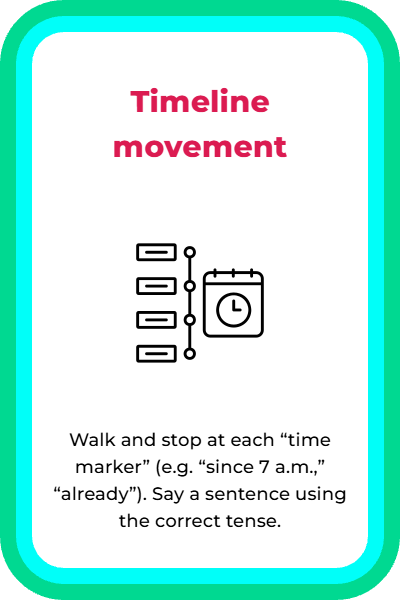 Timeline
movement
Walk and stop at each “time
marker” (e.g. “since 7 a.m.,”
“already”). Say a sentence using
the correct tense.